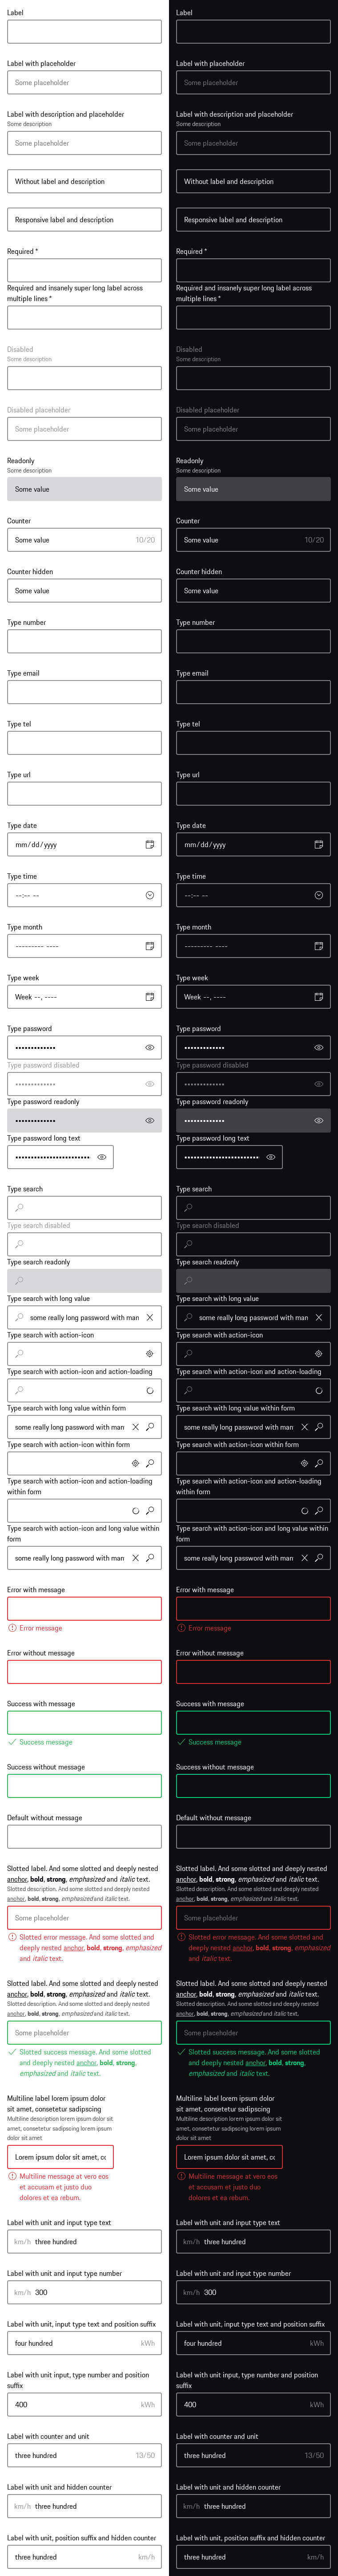 Label
Label with placeholder
Some placeholder
Label with description and placeholder
Some description
Some placeholder
Without label and description
Responsive label and description
Required *
Required and insanely super long label across
multiple lines *
Disabled
Some description
Disabled placeholder
Some placeholder
Readonly
Some description
Some value
Counter
Some value 10/20
Counter hidden
Some value
Type number
Type email
Type tel
Type url
Type date
mm/dd/yyyy
Type time
--:-- --
Type month
--------- ----
Type week
Week --, ----
Type password
•••••••••••••
Type password disabled
•••••••••••••
Type password readonly
•••••••••••••
Type password long text
••••••••••••••••••••••••
Type search
Type search disabled
Type search readonly
Type search with long value
some really long password with man
Type search with action-icon
Type search with action-icon and action-loading
Type search with long value within form
some really long password with man
Type search with action-icon within form
Type search with action-icon and action-loading
within form
Type search with action-icon and long value within
form
some really long password with man
Error with message
Error message
Error without message
Success with message
Success message
Success without message
Default without message
Slotted label. And some slotted and deeply nested
anchor, bold, strong, emphasized and italic text.
Slotted description. And some slotted and deeply nested
anchor, bold, strong, emphasized and italic text.
Some placeholder
Slotted error message. And some slotted and
deeply nested anchor, bold, strong, emphasized
and italic text.
Slotted label. And some slotted and deeply nested
anchor, bold, strong, emphasized and italic text.
Slotted description. And some slotted and deeply nested
anchor, bold, strong, emphasized and italic text.
Some placeholder
Slotted success message. And some slotted
and deeply nested anchor, bold, strong,
emphasized and italic text.
Multiline label lorem ipsum dolor
sit amet, consetetur sadipscing
Multiline description lorem ipsum dolor sit
amet, consetetur sadipscing lorem ipsum
dolor sit amet
Lorem ipsum dolor sit amet, co
Multiline message at vero eos
et accusam et justo duo
dolores et ea rebum.
Label with unit and input type text
km/h three hundred
Label with unit and input type number
km/h 300
Label with unit, input type text and position suffix
four hundred kWh
Label with unit input, type number and position
suffix
400 kWh
Label with counter and unit
three hundred 13/50
Label with unit and hidden counter
km/h three hundred
Label with unit, position suffix and hidden counter
three hundred km/h
Label
Label with placeholder
Some placeholder
Label with description and placeholder
Some description
Some placeholder
Without label and description
Responsive label and description
Required *
Required and insanely super long label across
multiple lines *
Disabled
Some description
Disabled placeholder
Some placeholder
Readonly
Some description
Some value
Counter
Some value 10/20
Counter hidden
Some value
Type number
Type email
Type tel
Type url
Type date
mm/dd/yyyy
Type time
--:-- --
Type month
--------- ----
Type week
Week --, ----
Type password
•••••••••••••
Type password disabled
•••••••••••••
Type password readonly
•••••••••••••
Type password long text
••••••••••••••••••••••••
Type search
Type search disabled
Type search readonly
Type search with long value
some really long password with man
Type search with action-icon
Type search with action-icon and action-loading
Type search with long value within form
some really long password with man
Type search with action-icon within form
Type search with action-icon and action-loading
within form
Type search with action-icon and long value within
form
some really long password with man
Error with message
Error message
Error without message
Success with message
Success message
Success without message
Default without message
Slotted label. And some slotted and deeply nested
anchor, bold, strong, emphasized and italic text.
Slotted description. And some slotted and deeply nested
anchor, bold, strong, emphasized and italic text.
Some placeholder
Slotted error message. And some slotted and
deeply nested anchor, bold, strong, emphasized
and italic text.
Slotted label. And some slotted and deeply nested
anchor, bold, strong, emphasized and italic text.
Slotted description. And some slotted and deeply nested
anchor, bold, strong, emphasized and italic text.
Some placeholder
Slotted success message. And some slotted
and deeply nested anchor, bold, strong,
emphasized and italic text.
Multiline label lorem ipsum dolor
sit amet, consetetur sadipscing
Multiline description lorem ipsum dolor sit
amet, consetetur sadipscing lorem ipsum
dolor sit amet
Lorem ipsum dolor sit amet, co
Multiline message at vero eos
et accusam et justo duo
dolores et ea rebum.
Label with unit and input type text
km/h three hundred
Label with unit and input type number
km/h 300
Label with unit, input type text and position suffix
four hundred kWh
Label with unit input, type number and position
suffix
400 kWh
Label with counter and unit
three hundred 13/50
Label with unit and hidden counter
km/h three hundred
Label with unit, position suffix and hidden counter
three hundred km/h